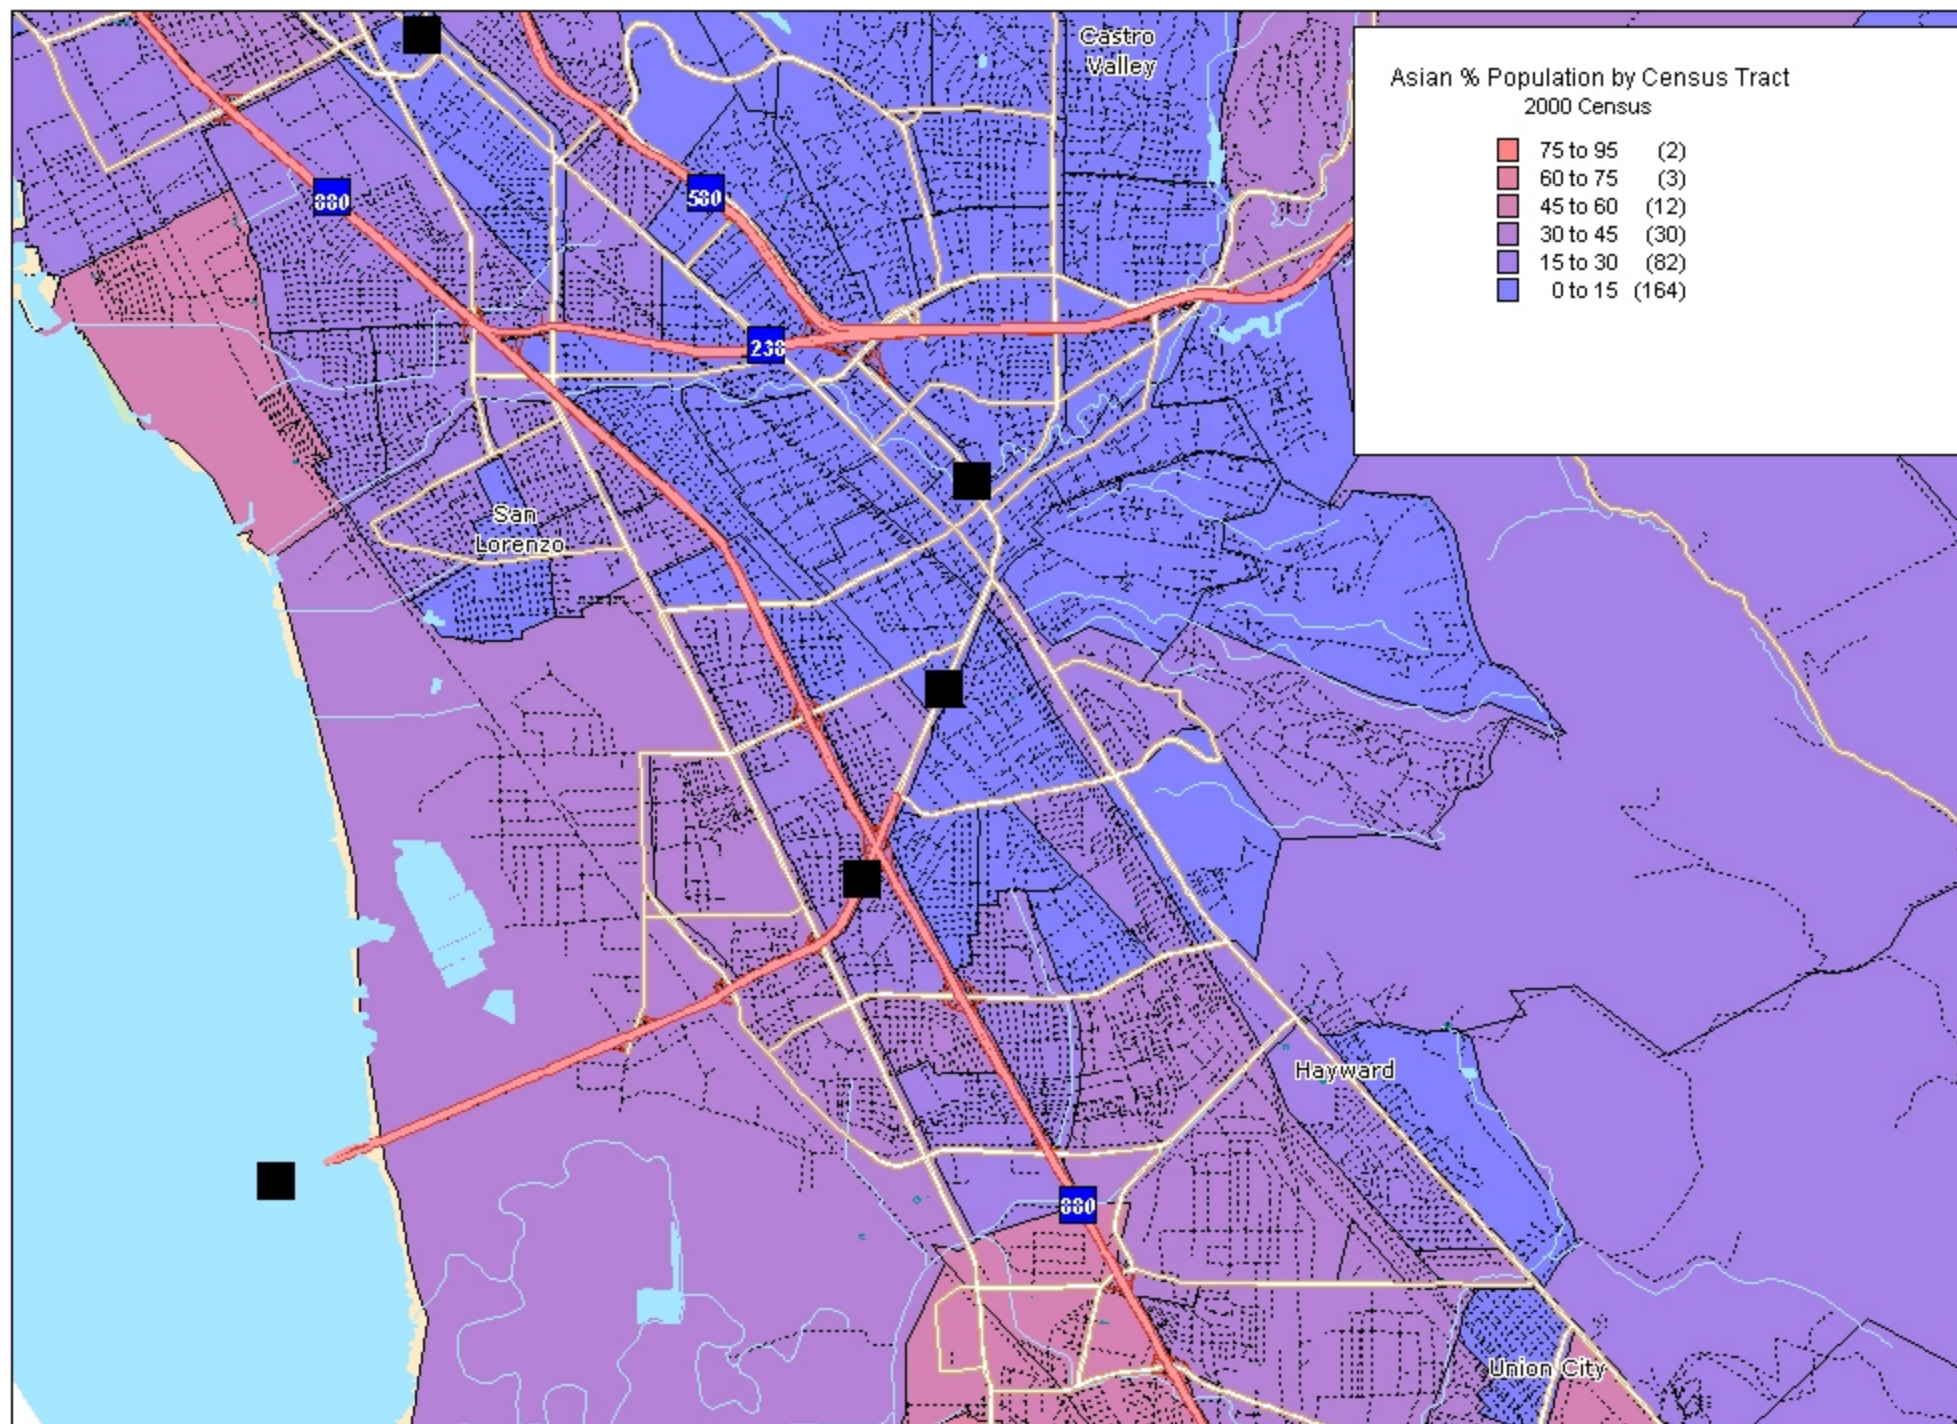 Castro
Valley
Asian % Population by Census Tract
2000 Census
75 to 95 (2)
60 to 75 (3)
45 to 60 (12)
30 to 45 (30)
15 to 30 (82)
0 to 15 (164)
880
580
238
San
Lorenzo
Hayward
880
Union City